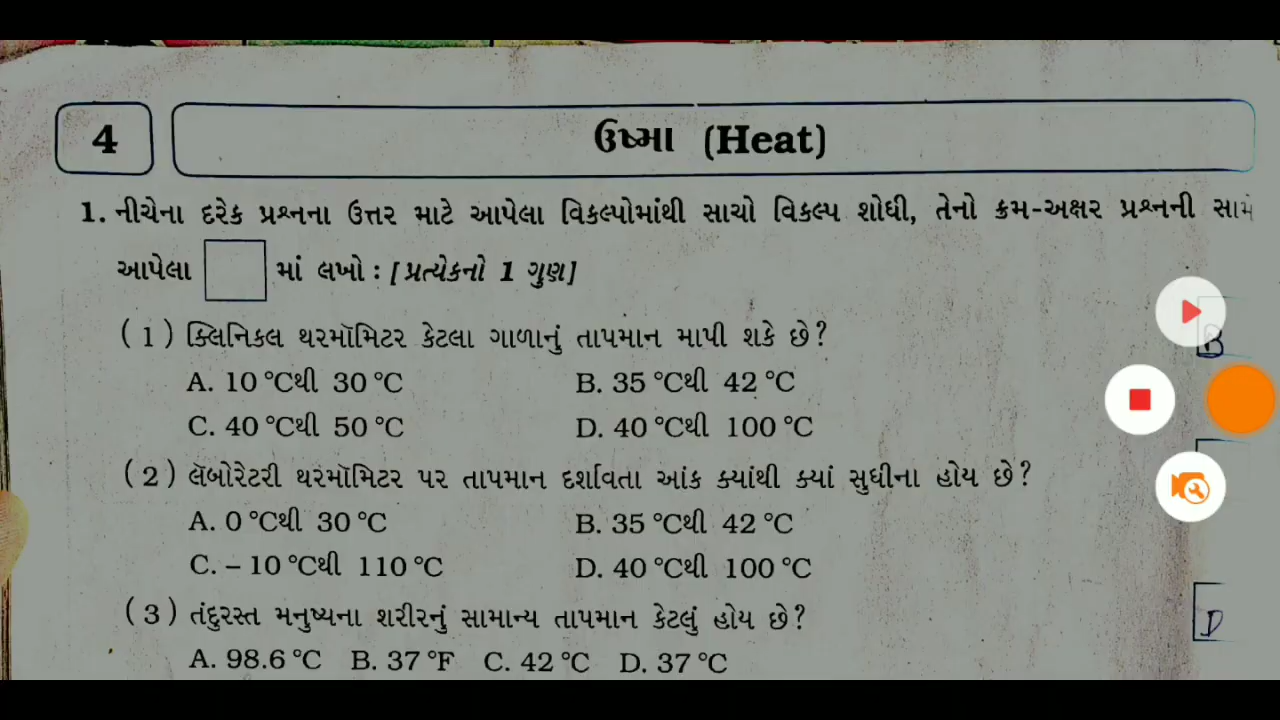 4
ઉષ્મા (Heat)
1. નીચેના દરેક પ્રશ્નના ઉત્તર માટે આપેલા વિકલ્પોમાંથી સાચો વિકલ્પ શોધી, તેનો ક્રમ-અક્ષર પ્રશ્નની
આપેલા માં લખો : [પ્રત્યેકનો 1 ગુણ]
(1) ક્લિનિકલ થરમૉમિટર કેટલા ગાળાનું તાપમાન માપી શકે છે?
B
A. 10 °Cથી 30 °C B. 35 °Cથી 42 °C
C. 40 °Cથી 50 °C D. 40 °Cથી 100 °C
(2) લૅબોરેટરી થરમૉમિટર પર તાપમાન દર્શાવતા આંક ક્યાંથી ક્યાં સુધીના હોય છે?
A. 0 °Cથી 30 °C B. 35 °Cથી 42 °C
C. – 10 °Cથી 110 °C D. 40 °Cથી 100 °C
(3) તંદુરસ્ત મનુષ્યના શરીરનું સામાન્ય તાપમાન કેટલું હોય છે?
D
A. 98.6 °C B. 37 °F C. 42 °C D. 37 °C